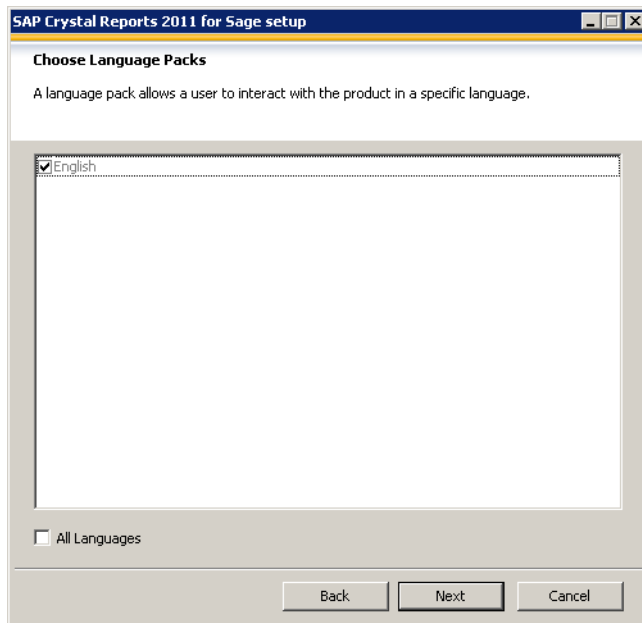 SAP Crystal Reports 2011 for Sage setup
Choose Language Packs
A language pack allows a user to interact with the product in a specific language.
English
All Languages
Back Next Cancel